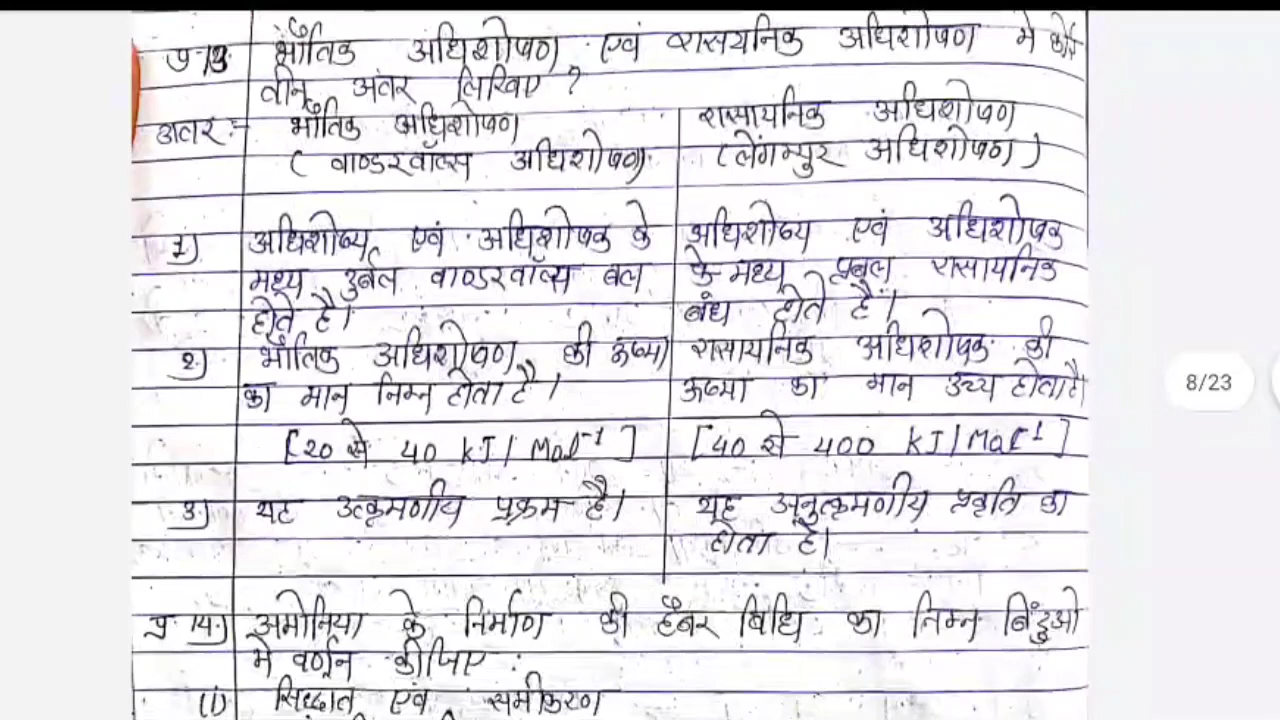 प्र-13 भौतिक अधिशोषण एवं रासयनिक अधिशोषण मे कोई
तीन अंतर लिखिए ?
अंतर :- भौतिक अधिशोषण रासायनिक अधिशोषण
( वाण्डरवॉल्स अधिशोषण) (लेंगम्युर अधिशोषण)
1.) अधिशोष्य एवं अधिशोषक के अधिशोष्य एवं अधिशोषक
मध्य दुर्बल वाण्डरवॉल्स बल के मध्य प्रबल रासायनिक
होते है। बंध होते है।
2.) भौतिक अधिशोषण की ऊष्मा रासायनिक अधिशोषक की
का मान निम्न होता है। ऊष्मा का मान उच्य होता है।
[20 से 40 kJ/Mol⁻¹] [40 से 400 kJ/Mol⁻¹]
3.) यह उत्क्रमणीय प्रक्रम है। यह अनुत्क्रमणीय प्रकृति का
होता है।
प्र 14.) अमोनिया के निर्माण की हैबर बिधि का निम्न बिंदुओ
मे वर्णन कीजिए :
(i) सिद्धांत एवं समीकरण
8/23